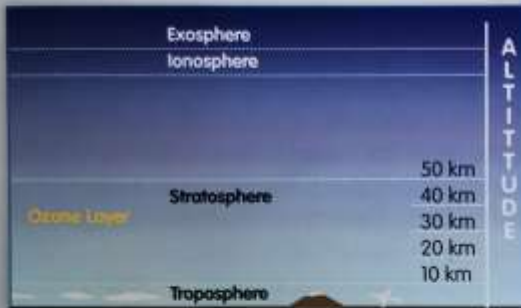 Exosphere
Ionosphere
50 km
Stratosphere
40 km
Ozone Layer
30 km
20 km
10 km
Troposphere
ALTITUDE